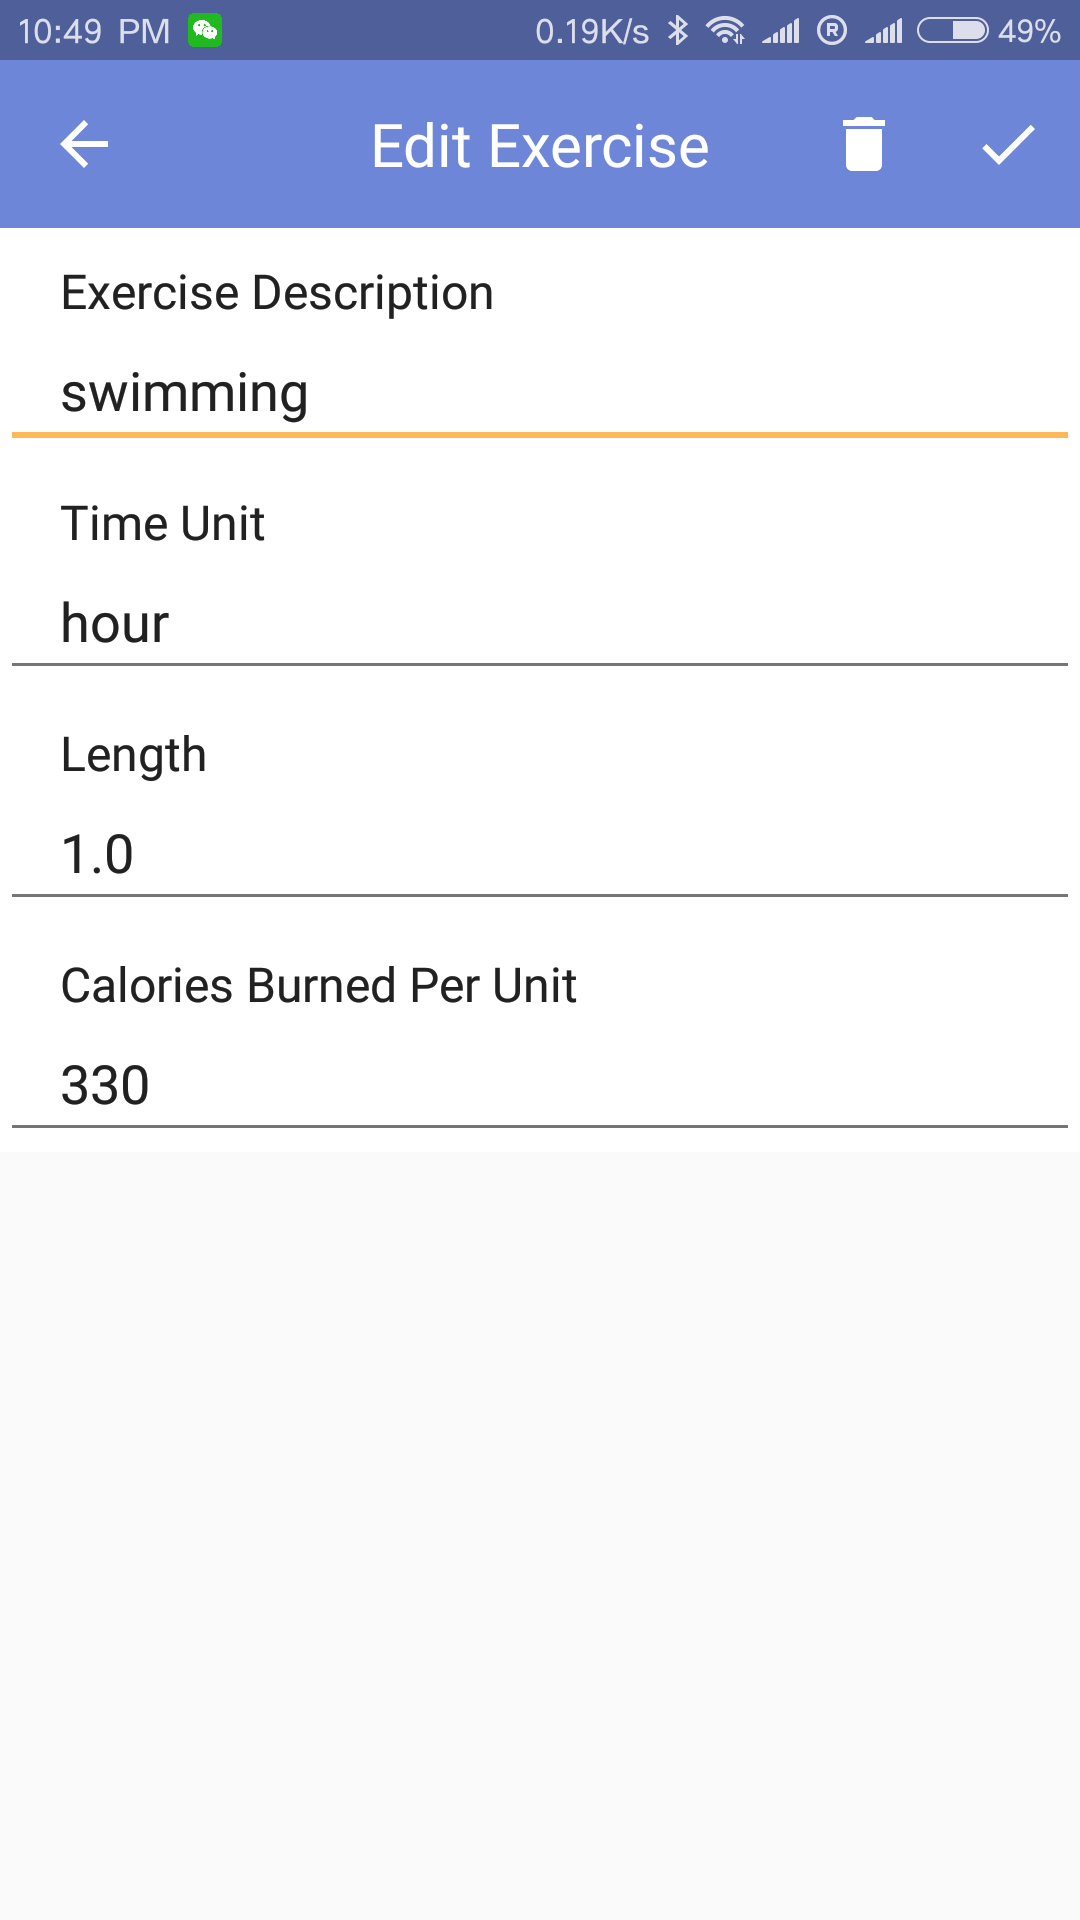 10:49 PM 0.19K/s R 49%
Edit Exercise
Exercise Description
swimming
Time Unit
hour
Length
1.0
Calories Burned Per Unit
330